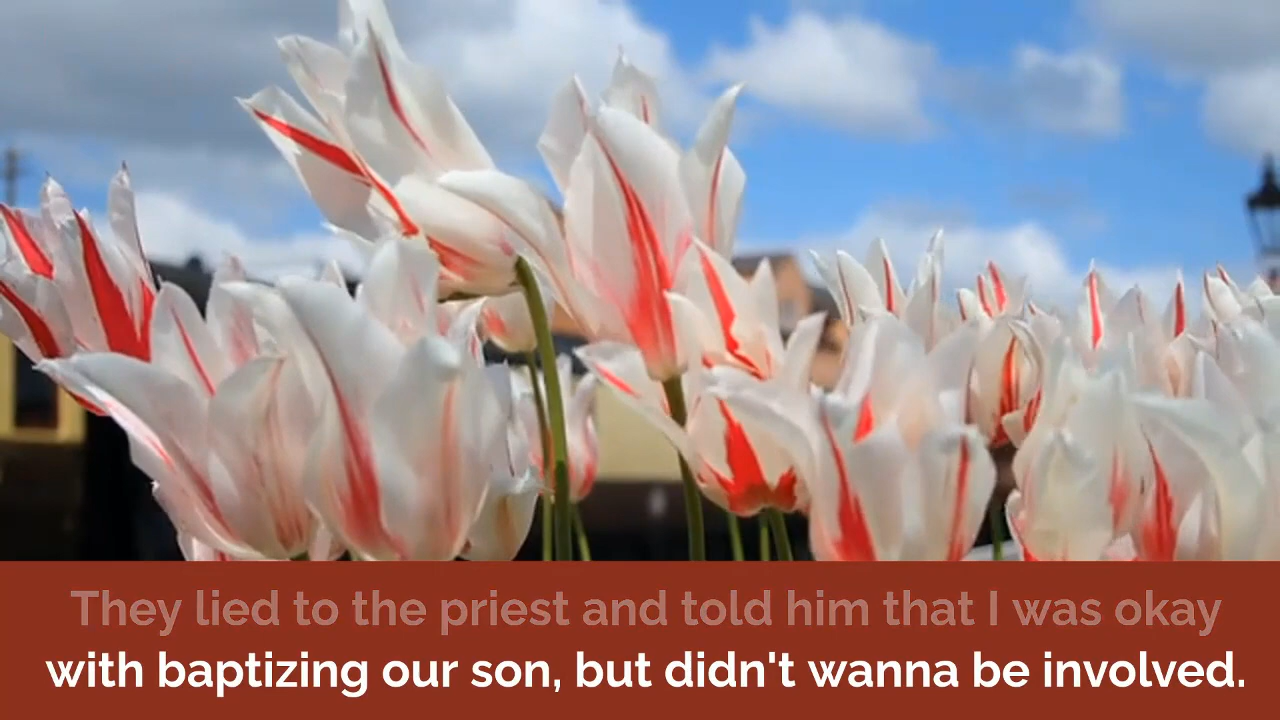 They lied to the priest and told him that I was okay
with baptizing our son, but didn't wanna be involved.